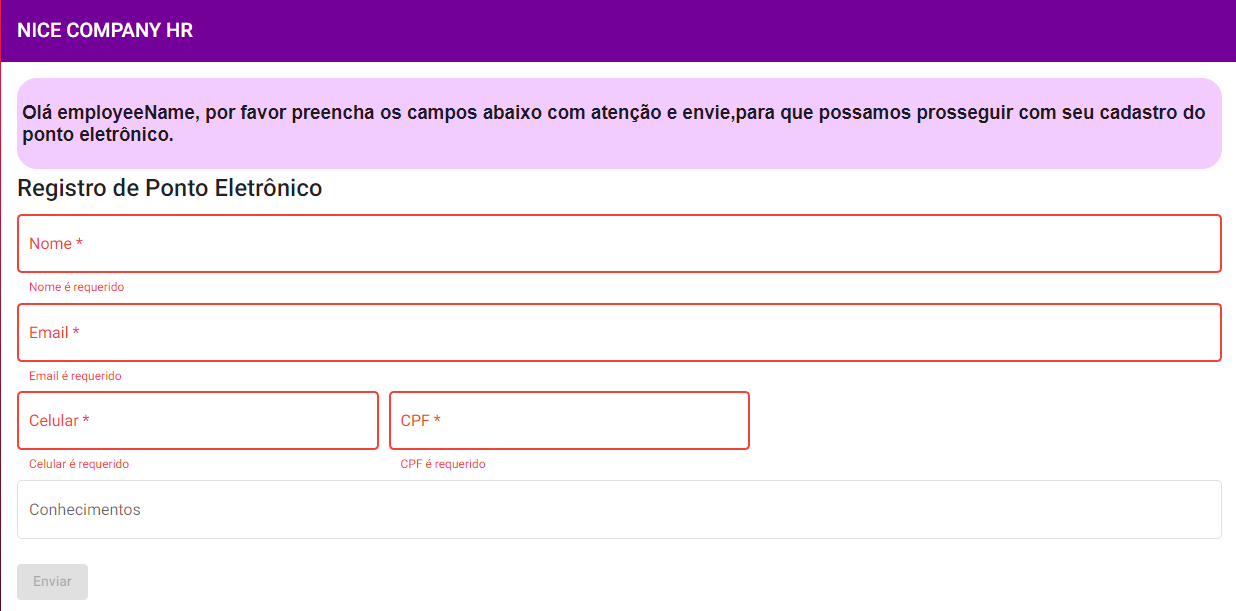 NICE COMPANY HR
Olá employeeName, por favor preencha os campos abaixo com atenção e envie,para que possamos prosseguir com seu cadastro do
ponto eletrônico.
Registro de Ponto Eletrônico
Nome *
Nome é requerido
Email *
Email é requerido
Celular * CPF *
Celular é requerido CPF é requerido
Conhecimentos
Enviar